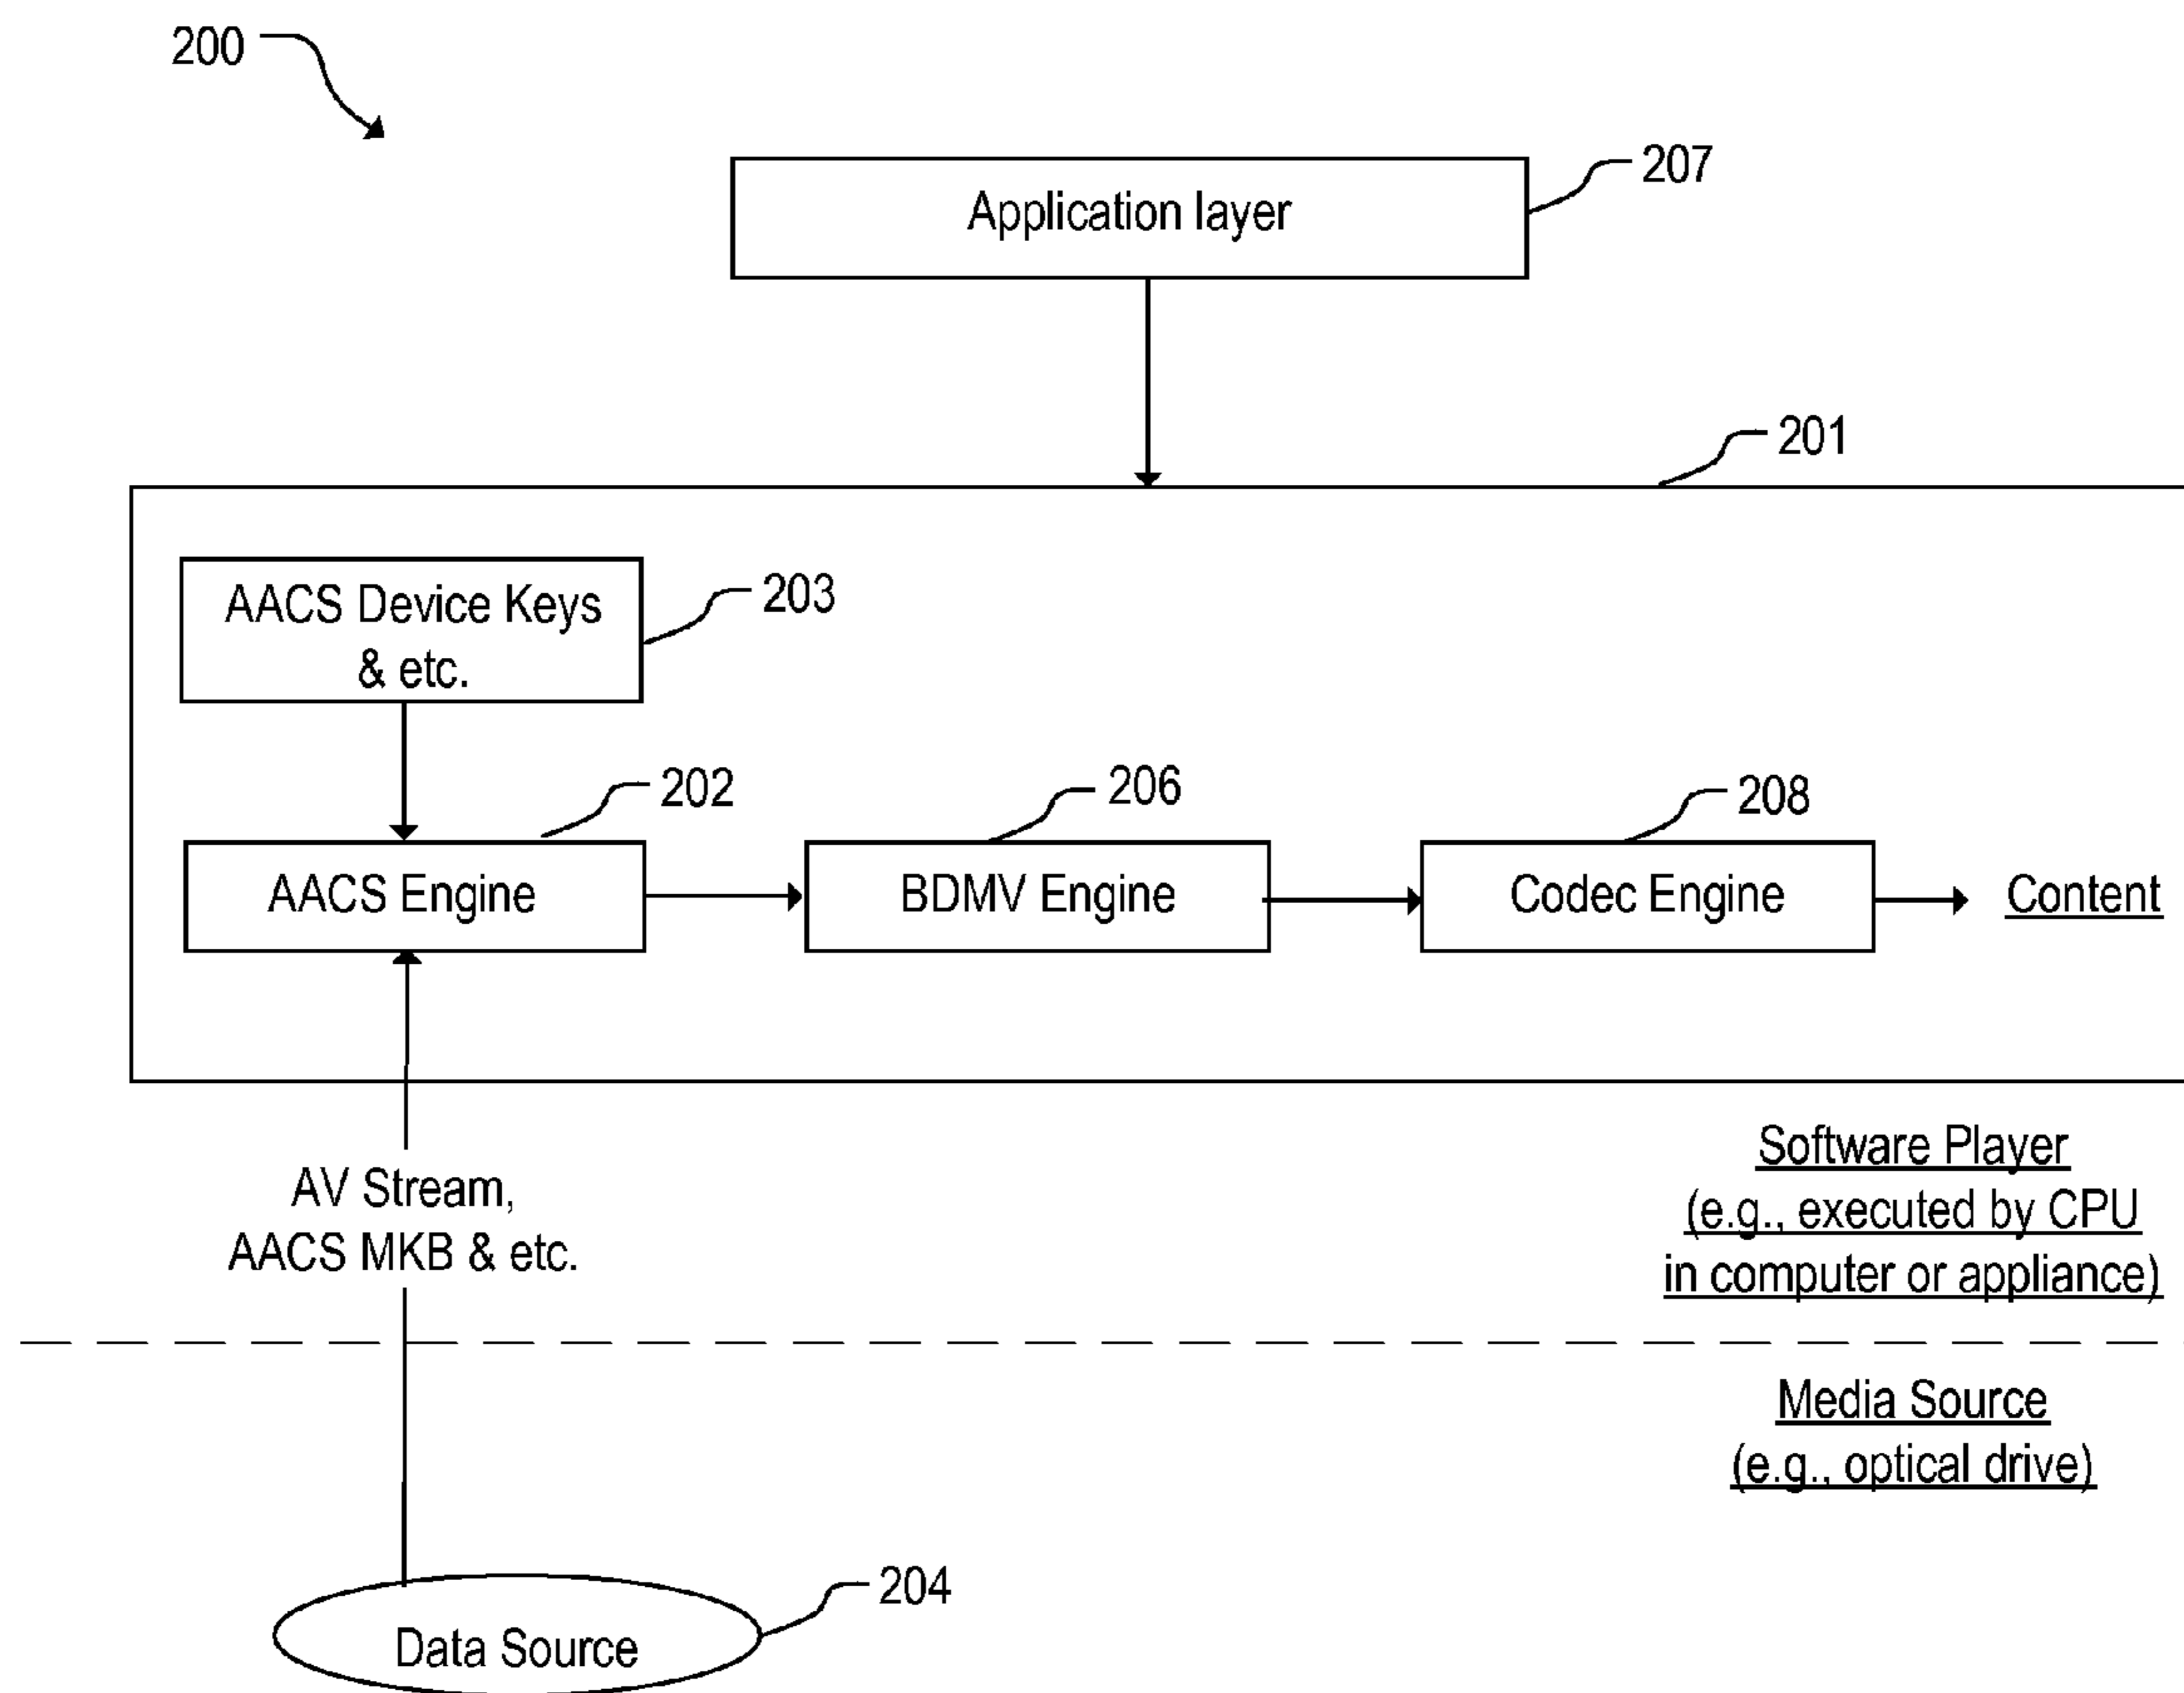 200
207
Application layer
201
AACS Device Keys
& etc.
203
202
206
208
AACS Engine
BDMV Engine
Codec Engine
Content
AV Stream,
AACS MKB & etc.
Software Player
(e.g., executed by CPU
in computer or appliance)
Media Source
(e.g., optical drive)
204
Data Source